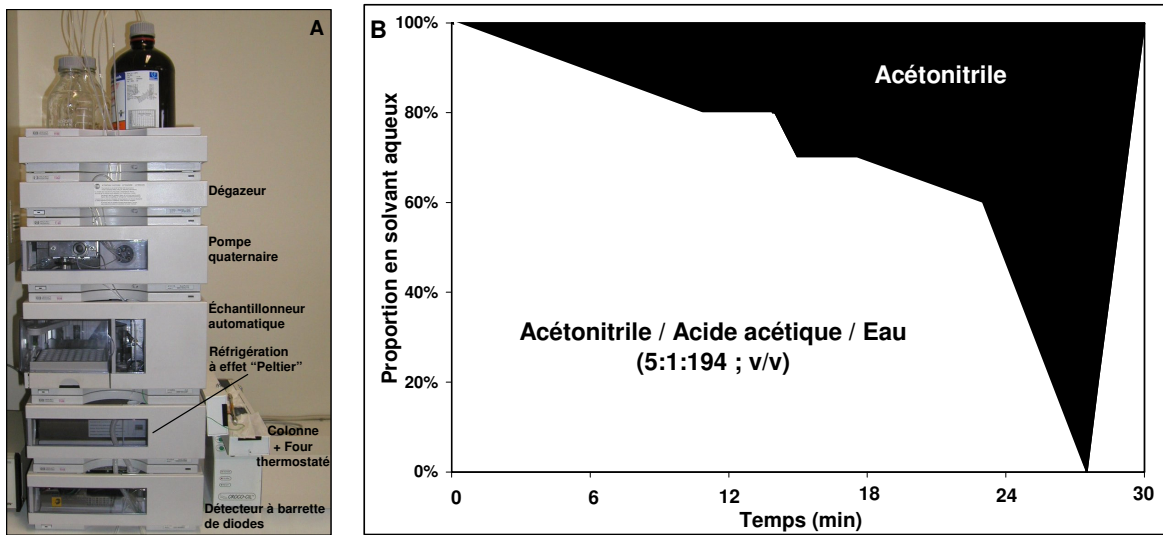 A
Dégazeur
Pompe
quaternaire
Échantillonneur
automatique
Réfrigération
à effet “Peltier”
Colonne
+ Four
thermostaté
Détecteur à barrette
de diodes
B
Proportion en solvant aqueux
100%
80%
60%
40%
20%
0%
Acétonitrile
Acétonitrile / Acide acétique / Eau
(5:1:194 ; v/v)
0
6
12
18
24
30
Temps (min)